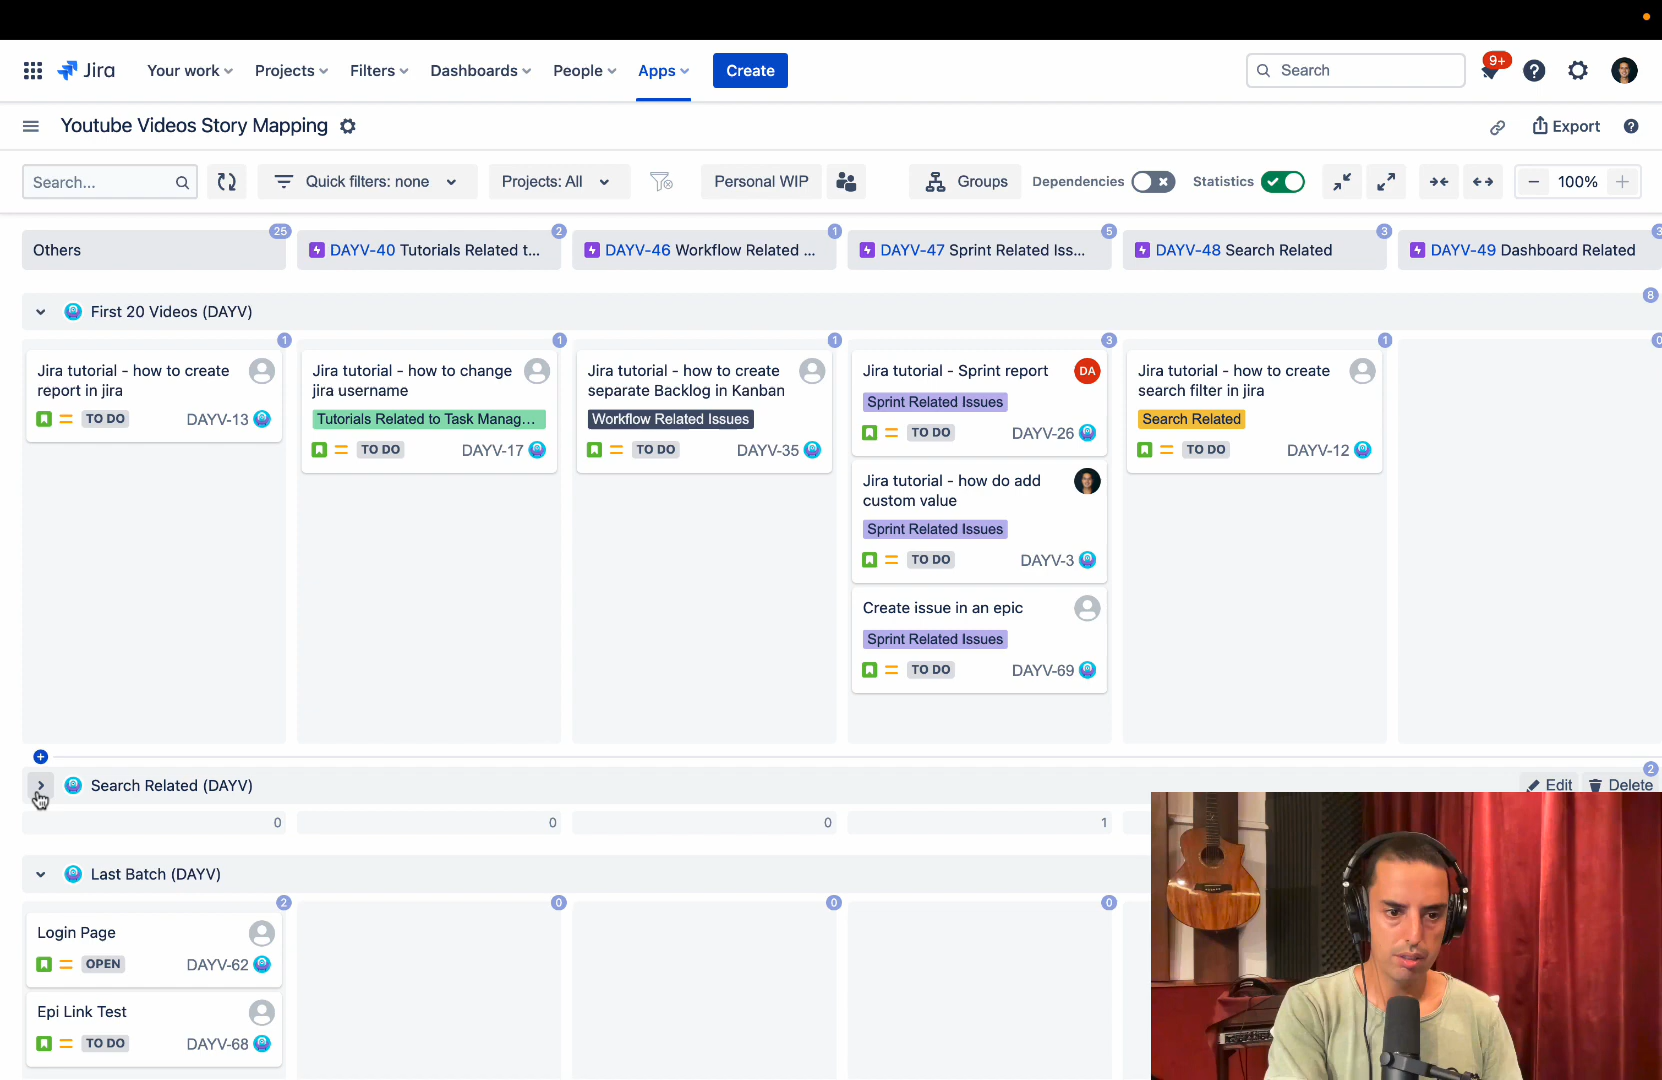 Jira
Your work
Projects
Filters
Dashboards
People
Apps
Create
Search
9+
Youtube Videos Story Mapping
Export
Search...
Quick filters: none
Projects: All
Personal WIP
Groups
Dependencies
Statistics
100%
Others
25
DAYV-40 Tutorials Related t...
2
DAYV-46 Workflow Related ...
1
DAYV-47 Sprint Related Iss...
5
DAYV-48 Search Related
3
DAYV-49 Dashboard Related
3
First 20 Videos (DAYV)
8
1
Jira tutorial - how to create
report in jira
TO DO
DAYV-13
1
Jira tutorial - how to change
jira username
Tutorials Related to Task Manag...
TO DO
DAYV-17
1
Jira tutorial - how to create
separate Backlog in Kanban
Workflow Related Issues
TO DO
DAYV-35
3
Jira tutorial - Sprint report
DA
Sprint Related Issues
TO DO
DAYV-26
Jira tutorial - how do add
custom value
Sprint Related Issues
TO DO
DAYV-3
Create issue in an epic
Sprint Related Issues
TO DO
DAYV-69
1
Jira tutorial - how to create
search filter in jira
Search Related
TO DO
DAYV-12
0
Search Related (DAYV)
2
Edit
Delete
0
0
0
1
Last Batch (DAYV)
2
0
0
0
Login Page
OPEN
DAYV-62
Epi Link Test
TO DO
DAYV-68